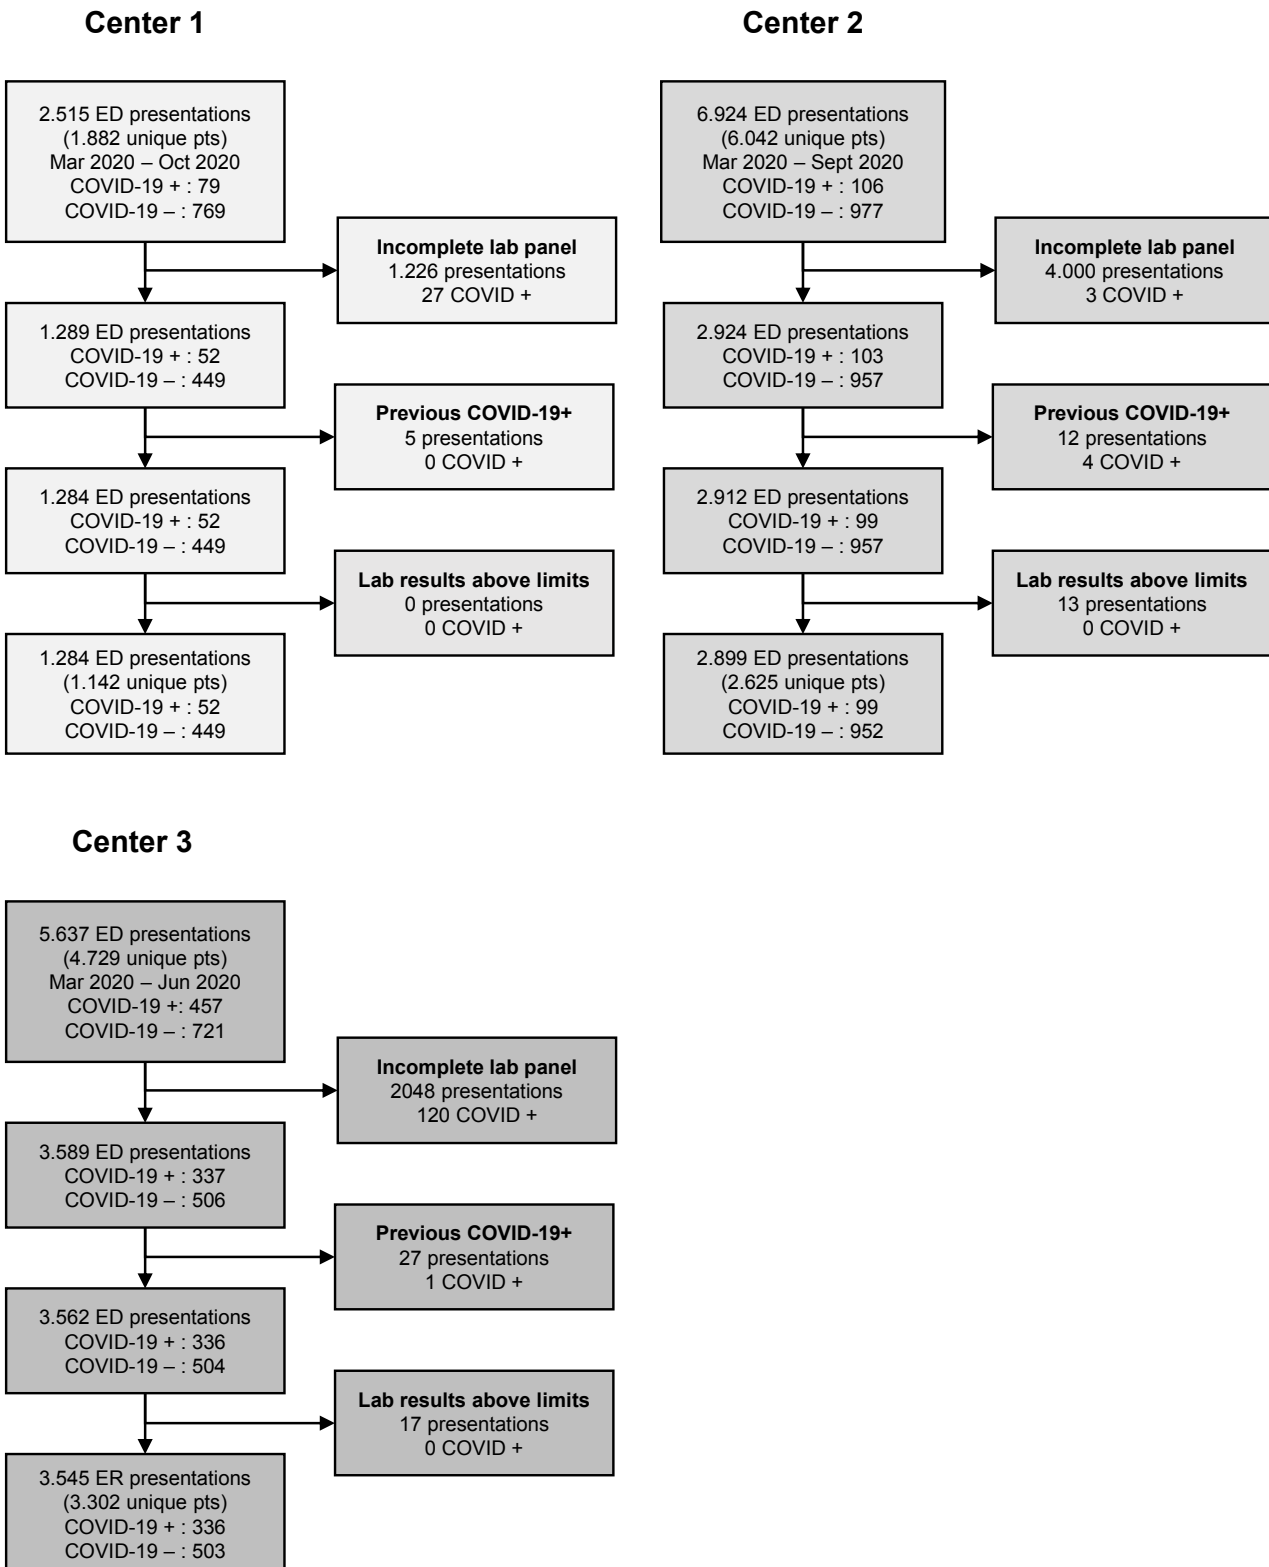 Center 1
2.515 ED presentations
(1.882 unique pts)
Mar 2020 – Oct 2020
COVID-19 + : 79
COVID-19 – : 769
Incomplete lab panel
1.226 presentations
27 COVID +
1.289 ED presentations
COVID-19 + : 52
COVID-19 – : 449
Previous COVID-19+
5 presentations
0 COVID +
1.284 ED presentations
COVID-19 + : 52
COVID-19 – : 449
Lab results above limits
0 presentations
0 COVID +
1.284 ED presentations
(1.142 unique pts)
COVID-19 + : 52
COVID-19 – : 449
Center 2
6.924 ED presentations
(6.042 unique pts)
Mar 2020 – Sept 2020
COVID-19 + : 106
COVID-19 – : 977
Incomplete lab panel
4.000 presentations
3 COVID +
2.924 ED presentations
COVID-19 + : 103
COVID-19 – : 957
Previous COVID-19+
12 presentations
4 COVID +
2.912 ED presentations
COVID-19 + : 99
COVID-19 – : 957
Lab results above limits
13 presentations
0 COVID +
2.899 ED presentations
(2.625 unique pts)
COVID-19 + : 99
COVID-19 – : 952
Center 3
5.637 ED presentations
(4.729 unique pts)
Mar 2020 – Jun 2020
COVID-19 +: 457
COVID-19 – : 721
Incomplete lab panel
2048 presentations
120 COVID +
3.589 ED presentations
COVID-19 + : 337
COVID-19 – : 506
Previous COVID-19+
27 presentations
1 COVID +
3.562 ED presentations
COVID-19 + : 336
COVID-19 – : 504
Lab results above limits
17 presentations
0 COVID +
3.545 ER presentations
(3.302 unique pts)
COVID-19 + : 336
COVID-19 – : 503